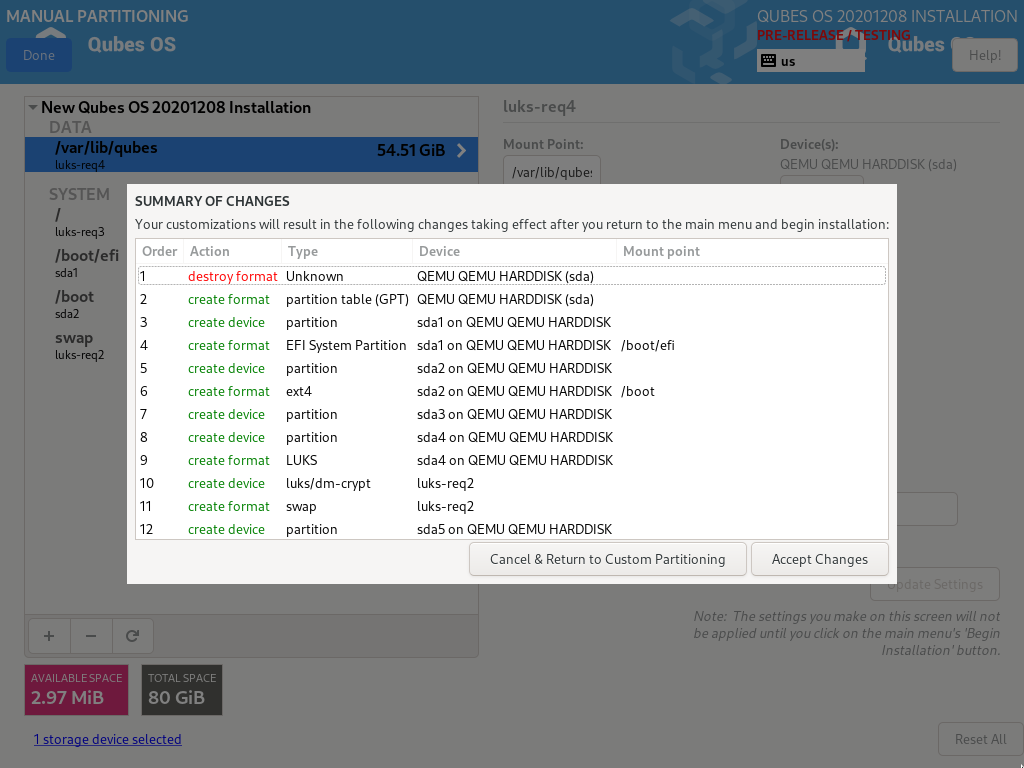 MANUAL PARTITIONING
QUBES OS 20201208 INSTALLATION
PRE-RELEASE / TESTING
Qubes OS
Qubes
Done
us
Help!
New Qubes OS 20201208 Installation
DATA
/var/lib/qubes
54.51 GiB
luks-req4
SYSTEM
/
luks-req3
/boot/efi
sda1
/boot
sda2
swap
luks-req2
luks-req4
Mount Point:
Device(s):
/var/lib/qubes
QEMU QEMU HARDDISK (sda)
SUMMARY OF CHANGES
Your customizations will result in the following changes taking effect after you return to the main menu and begin installation:
Order Action Type Device Mount point
1 destroy format Unknown QEMU QEMU HARDDISK (sda)
2 create format partition table (GPT) QEMU QEMU HARDDISK (sda)
3 create device partition sda1 on QEMU QEMU HARDDISK
4 create format EFI System Partition sda1 on QEMU QEMU HARDDISK /boot/efi
5 create device partition sda2 on QEMU QEMU HARDDISK
6 create format ext4 sda2 on QEMU QEMU HARDDISK /boot
7 create device partition sda3 on QEMU QEMU HARDDISK
8 create device partition sda4 on QEMU QEMU HARDDISK
9 create format LUKS sda4 on QEMU QEMU HARDDISK
10 create device luks/dm-crypt luks-req2
11 create format swap luks-req2
12 create device partition sda5 on QEMU QEMU HARDDISK
Cancel & Return to Custom Partitioning
Accept Changes
Update Settings
Note: The settings you make on this screen will not
be applied until you click on the main menu's 'Begin
Installation' button.
AVAILABLE SPACE
2.97 MiB
TOTAL SPACE
80 GiB
1 storage device selected
Reset All